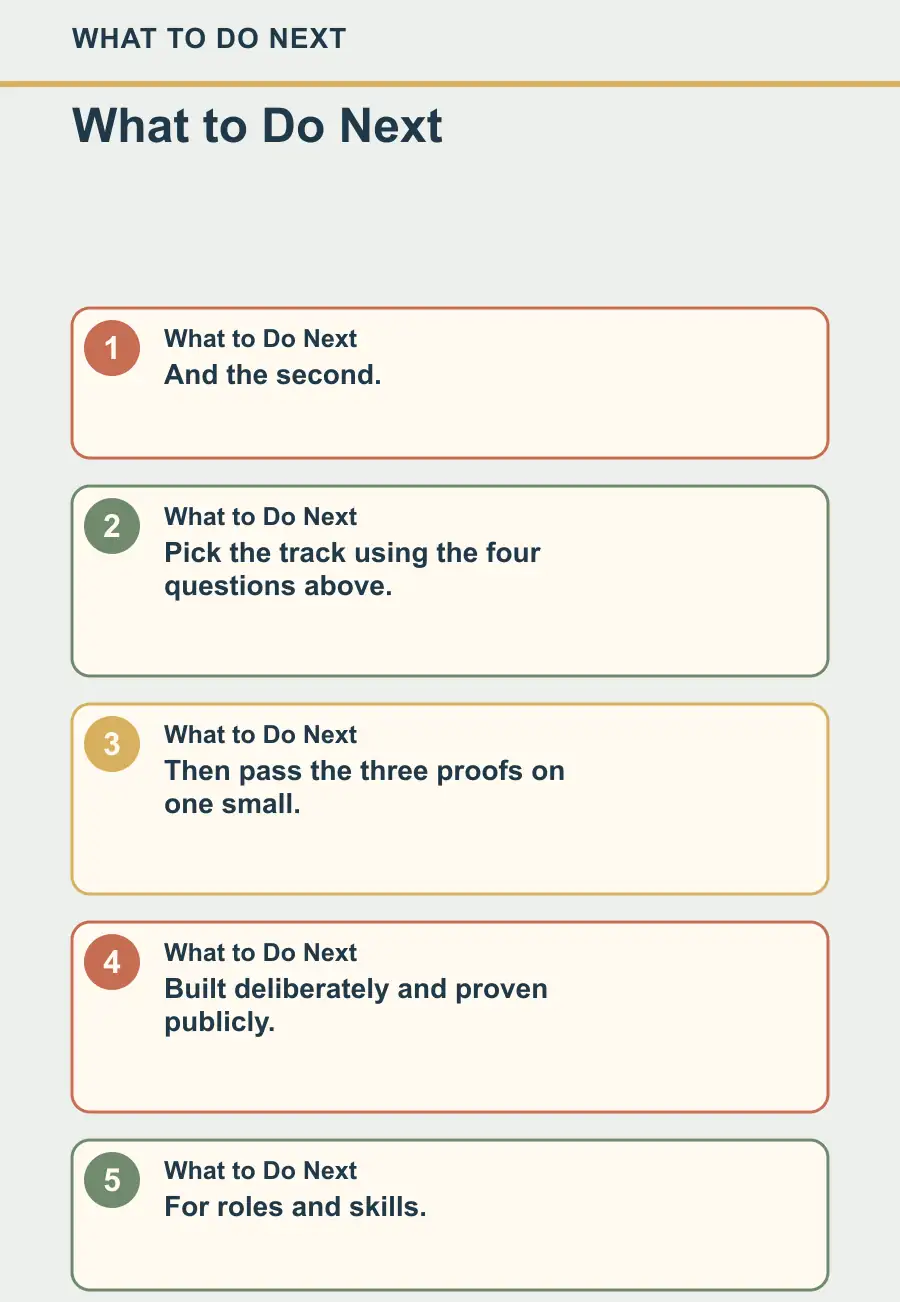 WHAT TO DO NEXT
What to Do Next
1
What to Do Next
And the second.
2
What to Do Next
Pick the track using the four
questions above.
3
What to Do Next
Then pass the three proofs on
one small.
4
What to Do Next
Built deliberately and proven
publicly.
5
What to Do Next
For roles and skills.